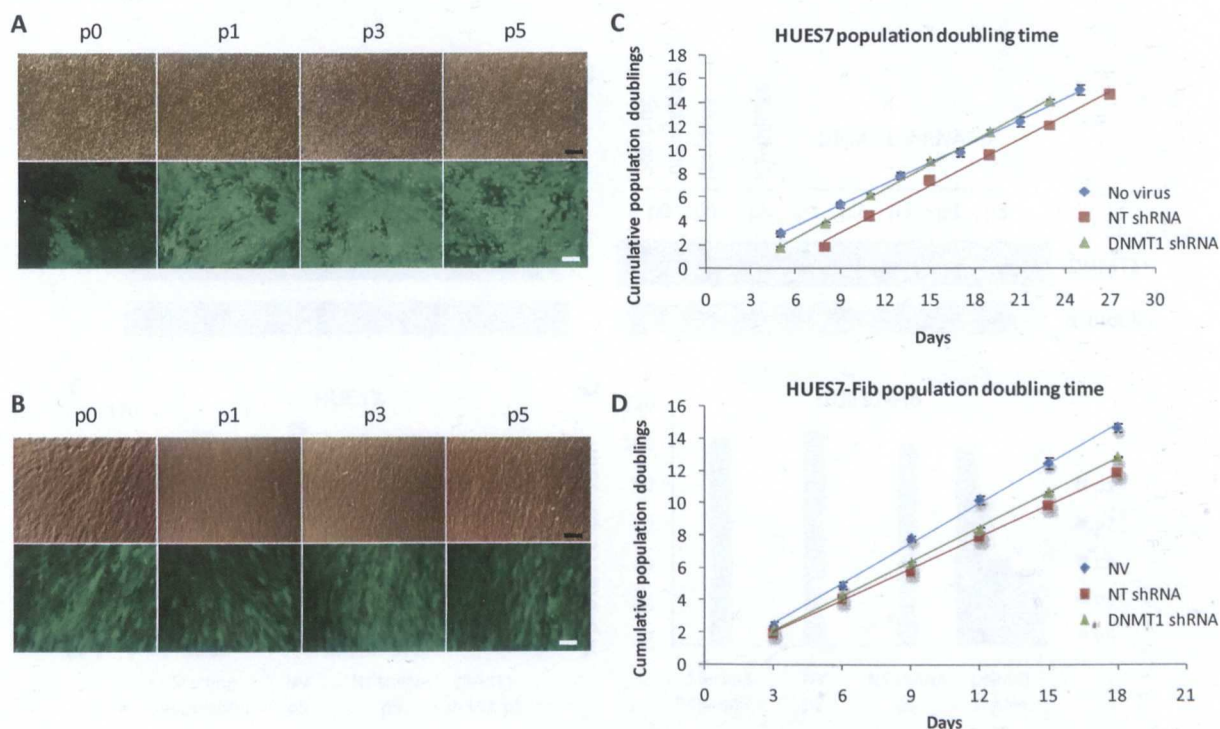 A
p0 p1 p3 p5
B
p0 p1 p3 p5
C
HUES7 population doubling time
Cumulative population doublings
18
16
14
12
10
8
6
4
2
0
0 3 6 9 12 15 18 21 24 27 30
Days
No virus
NT shRNA
DNMT1 shRNA
D
HUES7-Fib population doubling time
Cumulative population doublings
16
14
12
10
8
6
4
2
0
0 3 6 9 12 15 18 21
Days
NV
NT shRNA
DNMT1 shRNA